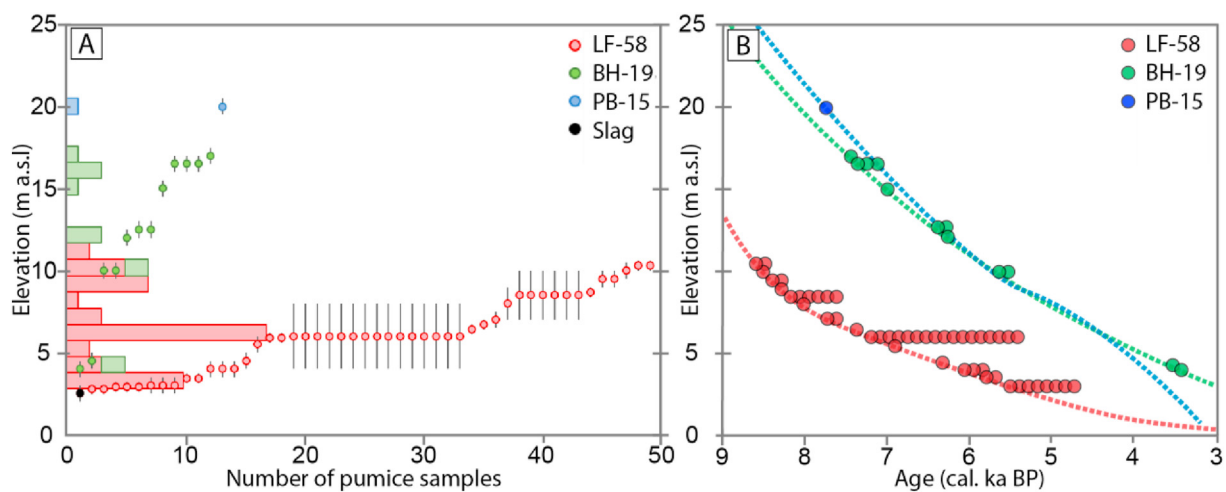 A
25
20
15
10
5
0
Elevation (m a.s.l)
LF-58
BH-19
PB-15
Slag
0
10
20
30
40
50
Number of pumice samples
B
25
20
15
10
5
0
Elevation (m a.s.l)
LF-58
BH-19
PB-15
9
8
7
6
5
4
3
Age (cal. ka BP)